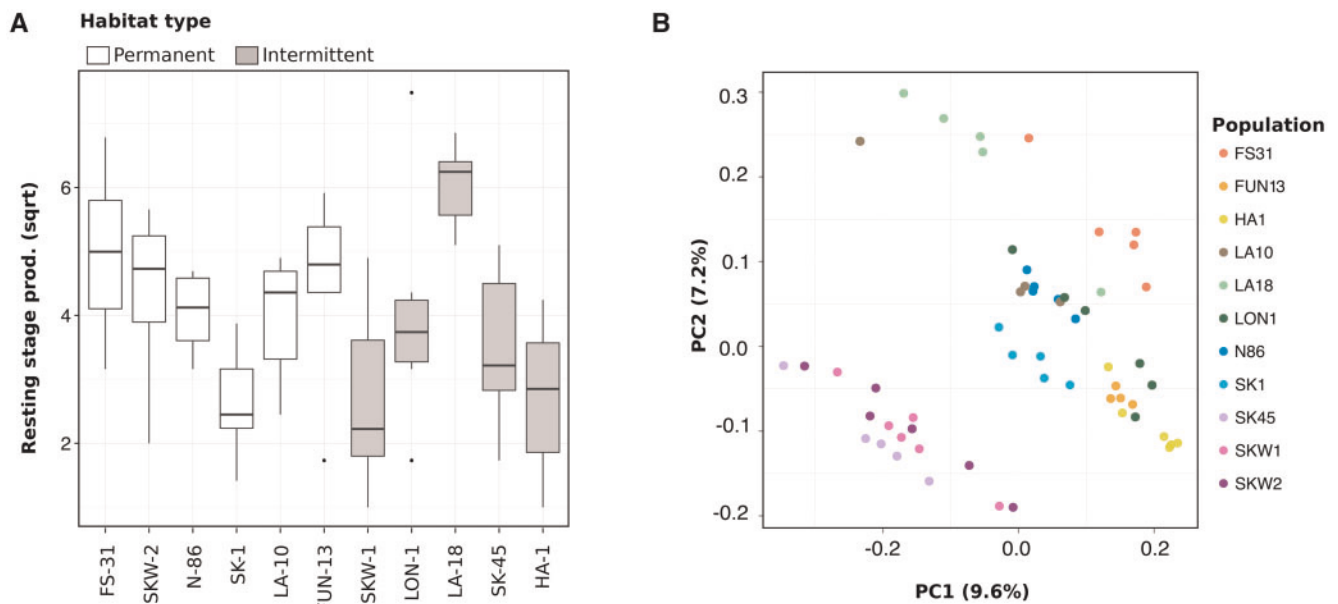 A
Habitat type
Permanent
Intermittent
Resting stage prod. (sqrt)
6
4
2
FS-31
SKW-2
N-86
SK-1
LA-10
UN-13
SKW-1
LON-1
LA-18
SK-45
HA-1
B
PC2 (7.2%)
0.3
0.2
0.1
0.0
-0.1
-0.2
-0.2
0.0
0.2
PC1 (9.6%)
Population
FS31
FUN13
HA1
LA10
LA18
LON1
N86
SK1
SK45
SKW1
SKW2